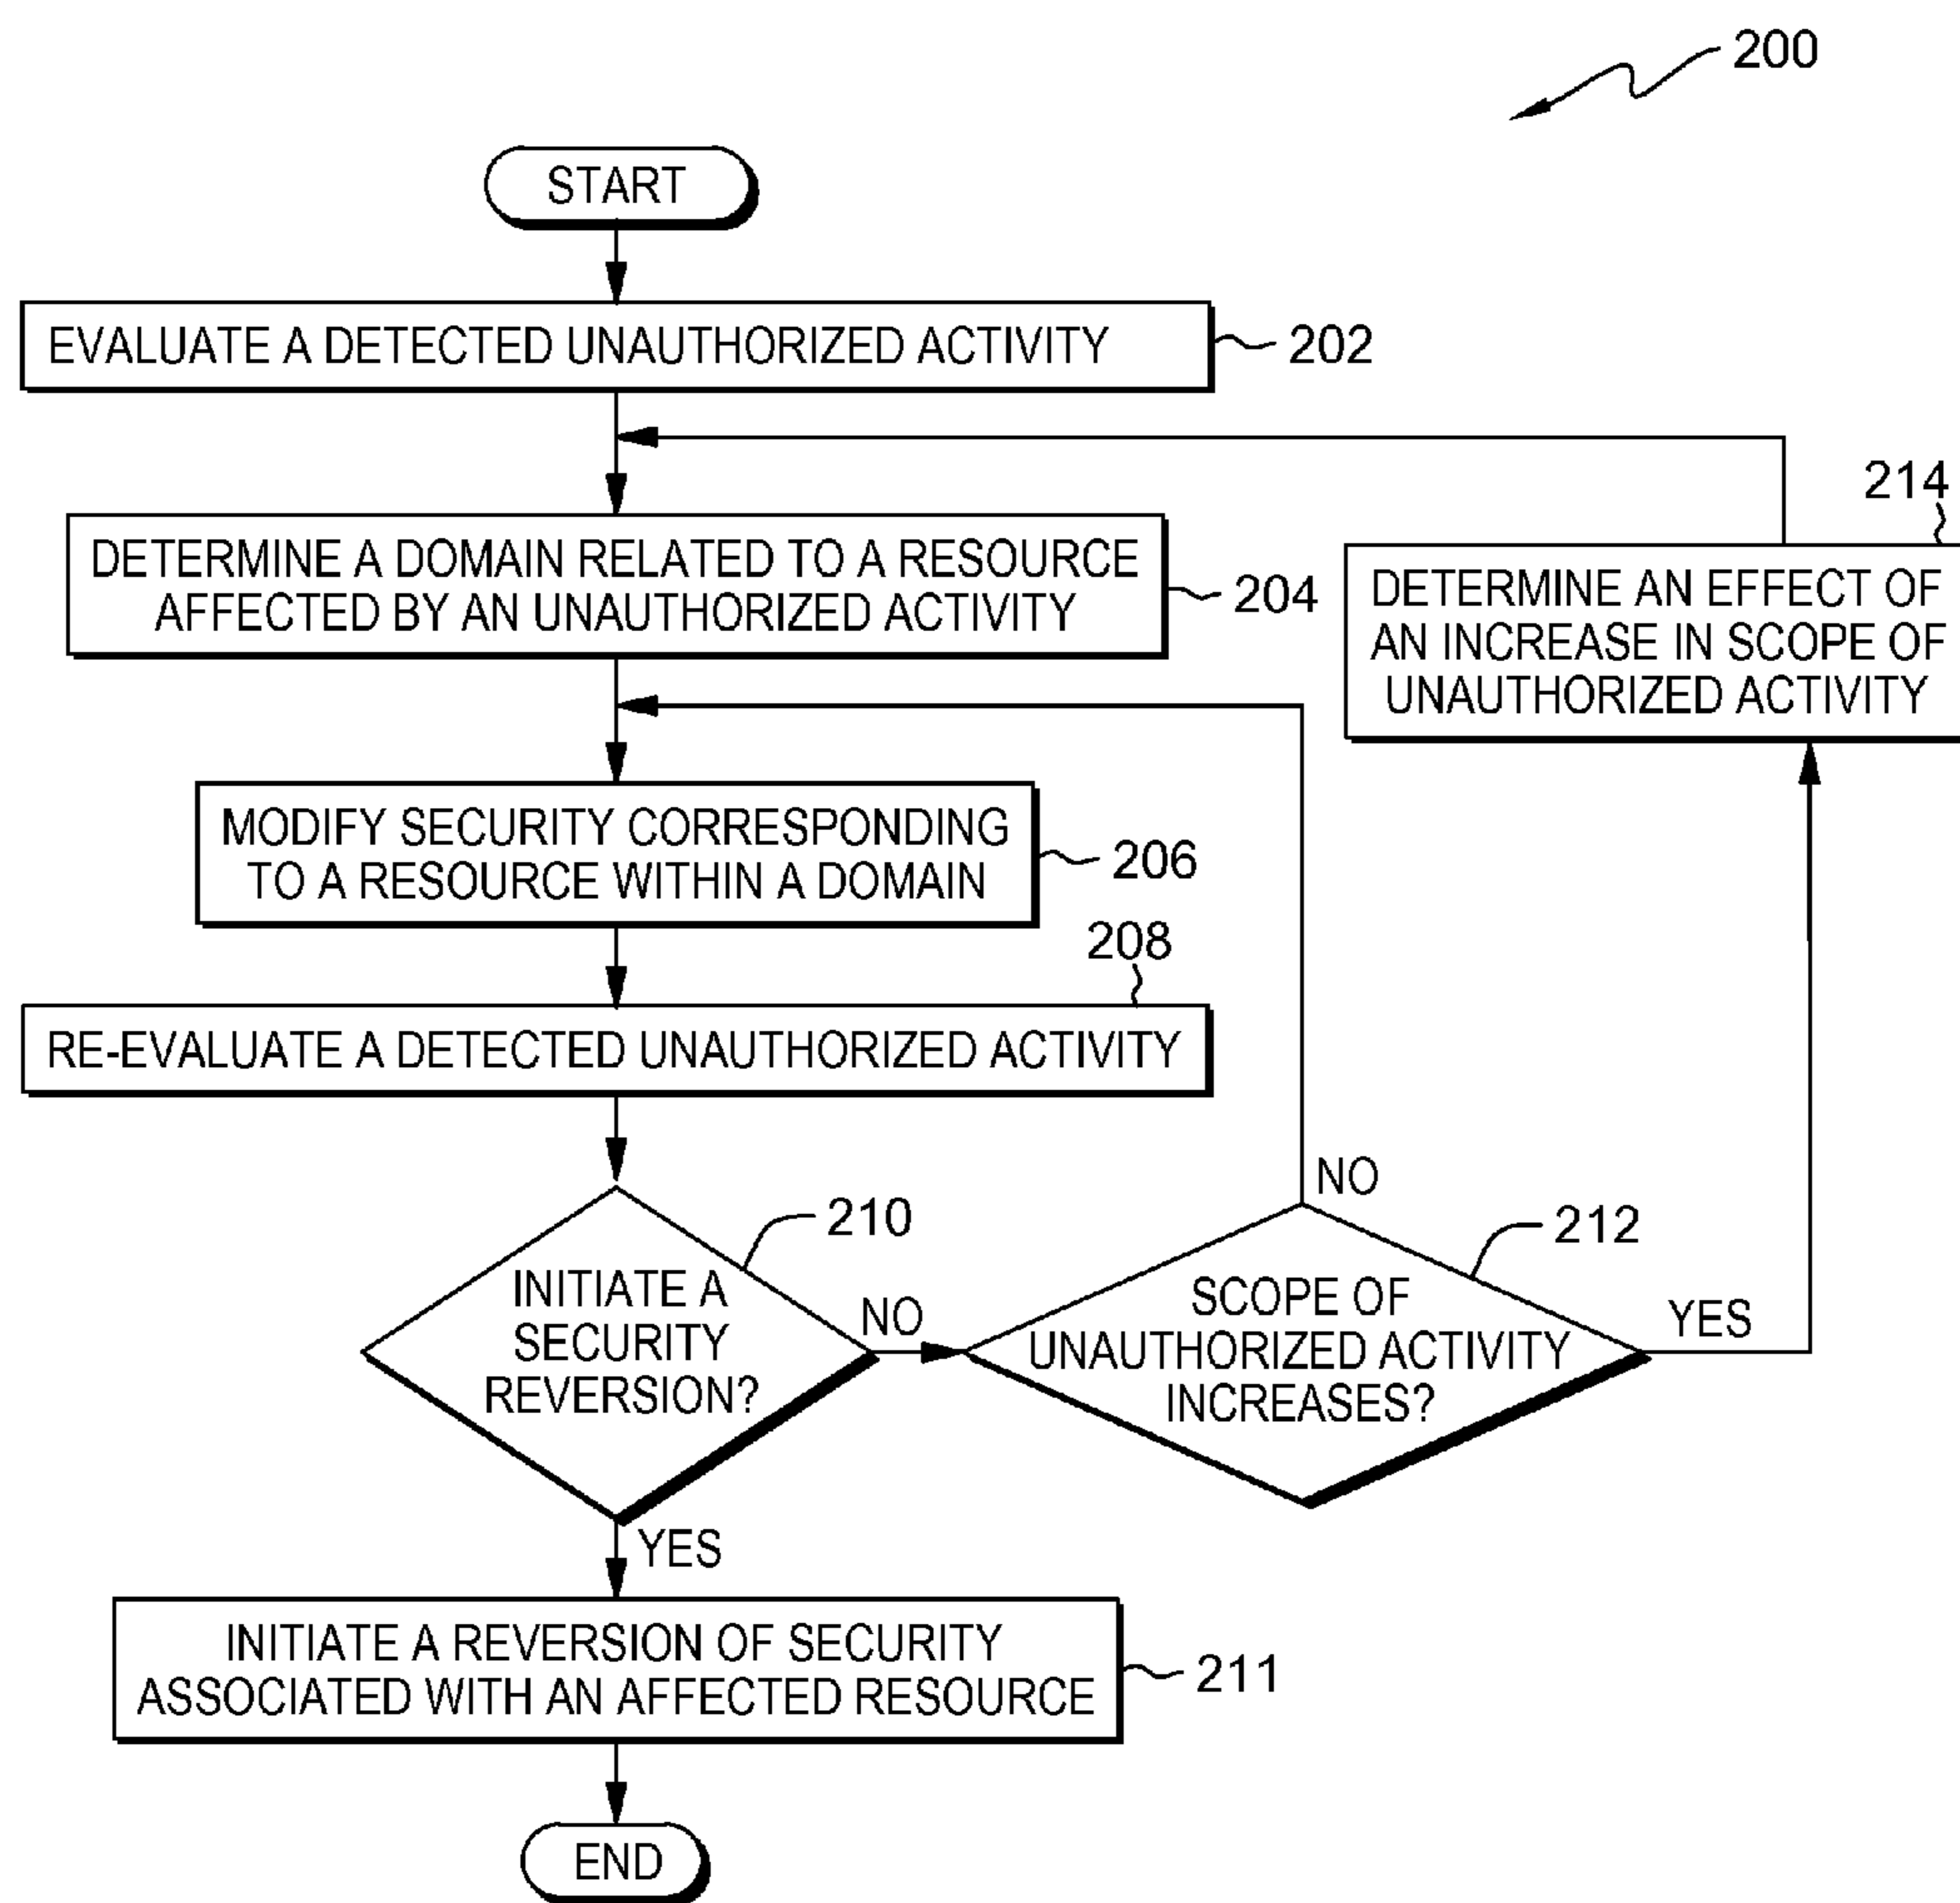 200
START
EVALUATE A DETECTED UNAUTHORIZED ACTIVITY
202
214
DETERMINE A DOMAIN RELATED TO A RESOURCE
AFFECTED BY AN UNAUTHORIZED ACTIVITY
204
DETERMINE AN EFFECT OF
AN INCREASE IN SCOPE OF
UNAUTHORIZED ACTIVITY
MODIFY SECURITY CORRESPONDING
TO A RESOURCE WITHIN A DOMAIN
206
208
RE-EVALUATE A DETECTED UNAUTHORIZED ACTIVITY
210
INITIATE A
SECURITY
REVERSION?
NO
NO
212
SCOPE OF
UNAUTHORIZED ACTIVITY
INCREASES?
YES
YES
INITIATE A REVERSION OF SECURITY
ASSOCIATED WITH AN AFFECTED RESOURCE
211
END